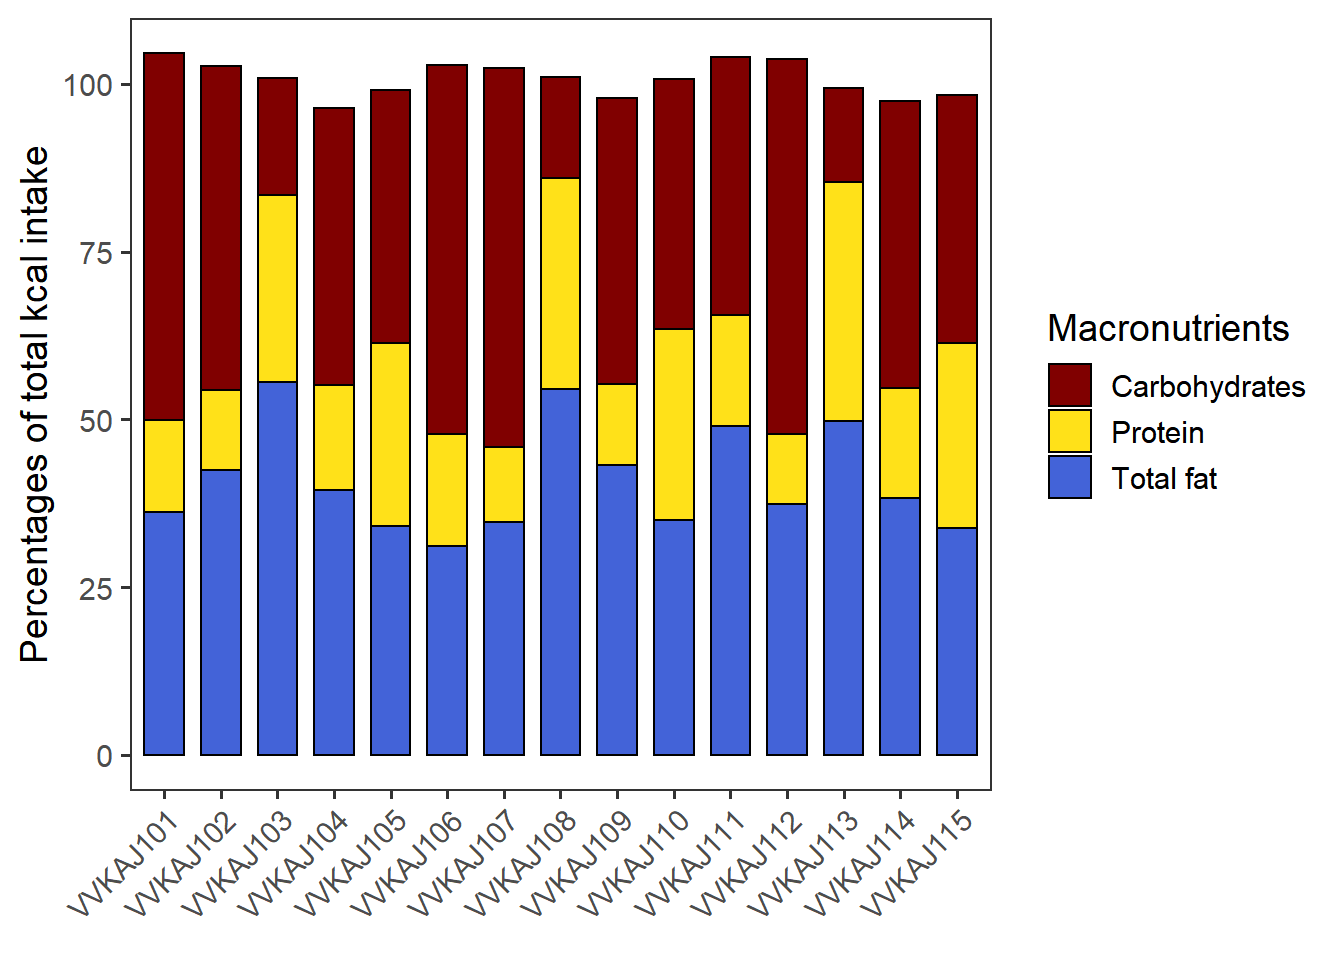 Percentages of total kcal intake
100
75
50
25
0
VVKAJ101
VVKAJ102
VVKAJ103
VVKAJ104
VVKAJ105
VVKAJ106
VVKAJ107
VVKAJ108
VVKAJ109
VVKAJ110
VVKAJ111
VVKAJ112
VVKAJ113
VVKAJ114
VVKAJ115
Macronutrients
Carbohydrates
Protein
Total fat